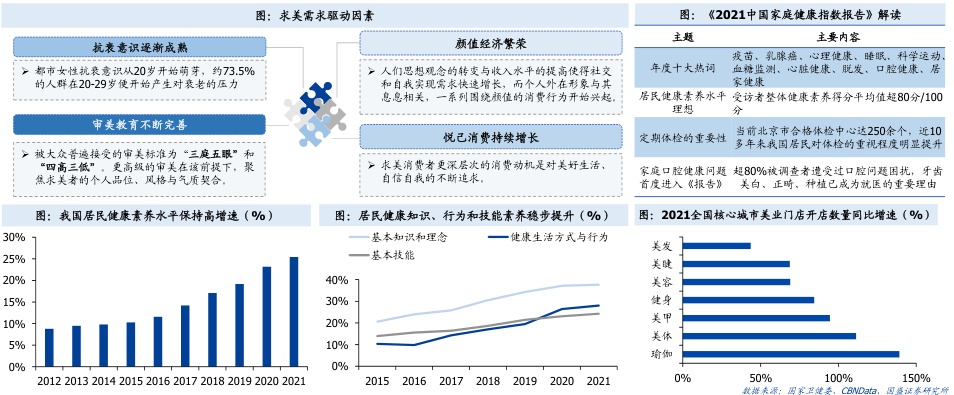 图：求美需求驱动因素
抗衰意识逐渐成熟
➢ 都市女性抗衰意识从20岁开始萌芽，约73.5%
的人群在20-29岁便开始产生对衰老的压力
审美教育不断完善
➢ 被大众普遍接受的审美标准为“三庭五眼”和
“四高三低”。更高级的审美在该前提下，聚
焦求美者的个人品位、风格与气质契合。
颜值经济繁荣
➢ 人们思想观念的转变与收入水平的提高使得社交
和自我实现需求快速增长，而个人外在形象与其
息息相关，一系列围绕颜值的消费行为开始兴起。
悦己消费持续增长
➢ 求美消费者更深层次的消费动机是对美好生活、
自信自我的不断追求。
图：《2021中国家庭健康指数报告》解读
主题 主要内容
年度十大热词
疫苗、乳腺癌、心理健康、睡眠、科学运动、
血糖监测、心脏健康、脱发、口腔健康、居
家健康
居民健康素养水平
理想
受访者整体健康素养得分平均值超80分/100
分
定期体检的重要性
当前北京市合格体检中心达250余个，近10
多年来我国居民对体检的重视程度明显提升
家庭口腔健康问题
首度进入《报告》
超80%被调查者遭受过口腔问题困扰，牙齿
美白、正畸、种植已成为就医的重要理由
图：我国居民健康素养水平保持高增速（%）
30%
25%
20%
15%
10%
5%
0%
2012 2013 2014 2015 2016 2017 2018 2019 2020 2021
图：居民健康知识、行为和技能素养稳步提升（%）
基本知识和理念 健康生活方式与行为
基本技能
40%
30%
20%
10%
0%
2015 2016 2017 2018 2019 2020 2021
图：2021全国核心城市美业门店开店数量同比增速（%）
美发
美睫
美容
健身
美甲
美体
瑜伽
0% 50% 100% 150%
数据来源：国家卫健委，CBNData，国盛证券研究所